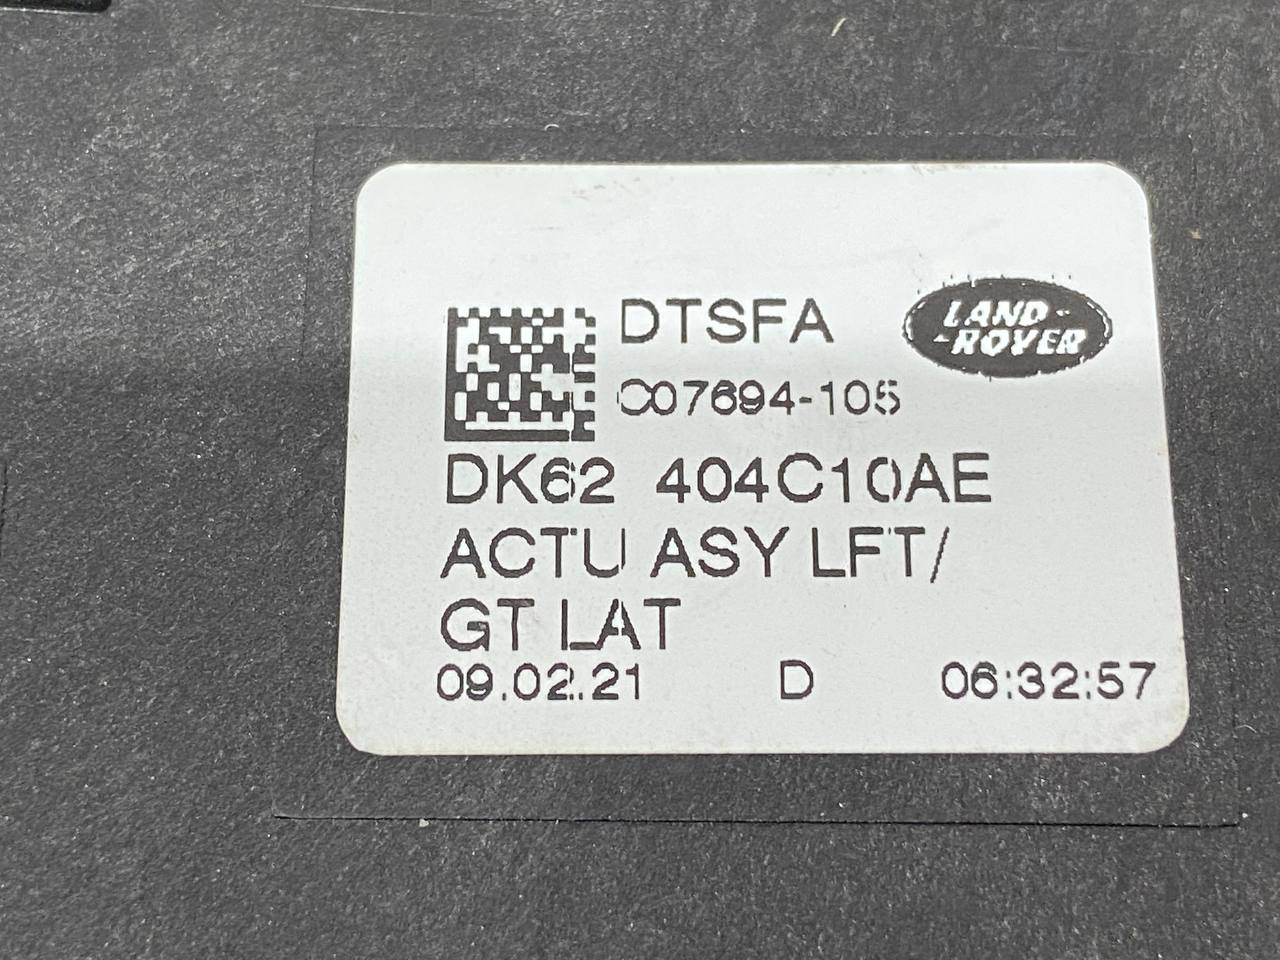 DTSFA
LAND-
-ROVER
C07694-105
DK62 404C10AE
ACTU ASY LFT/
GT LAT
09.02.21 D 06:32:57